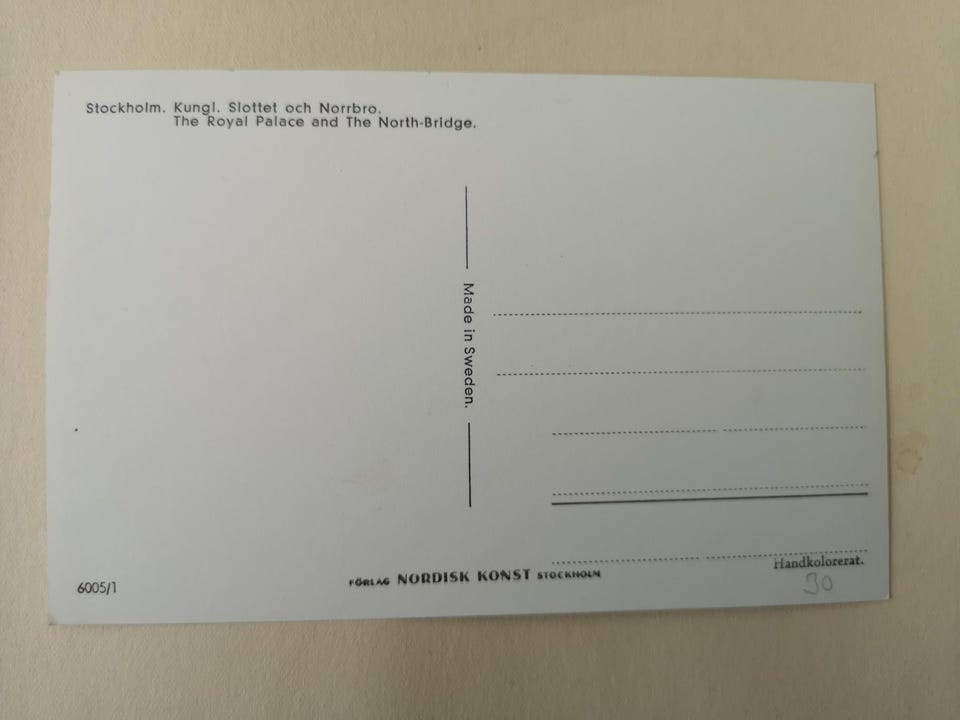 Stockholm. Kungl. Slottet och Norrbro.
The Royal Palace and The North-Bridge.
Made in Sweden.
6005/1
FÖRLAG NORDISK KONST STOCKHOLM
Handkolorerat.
30